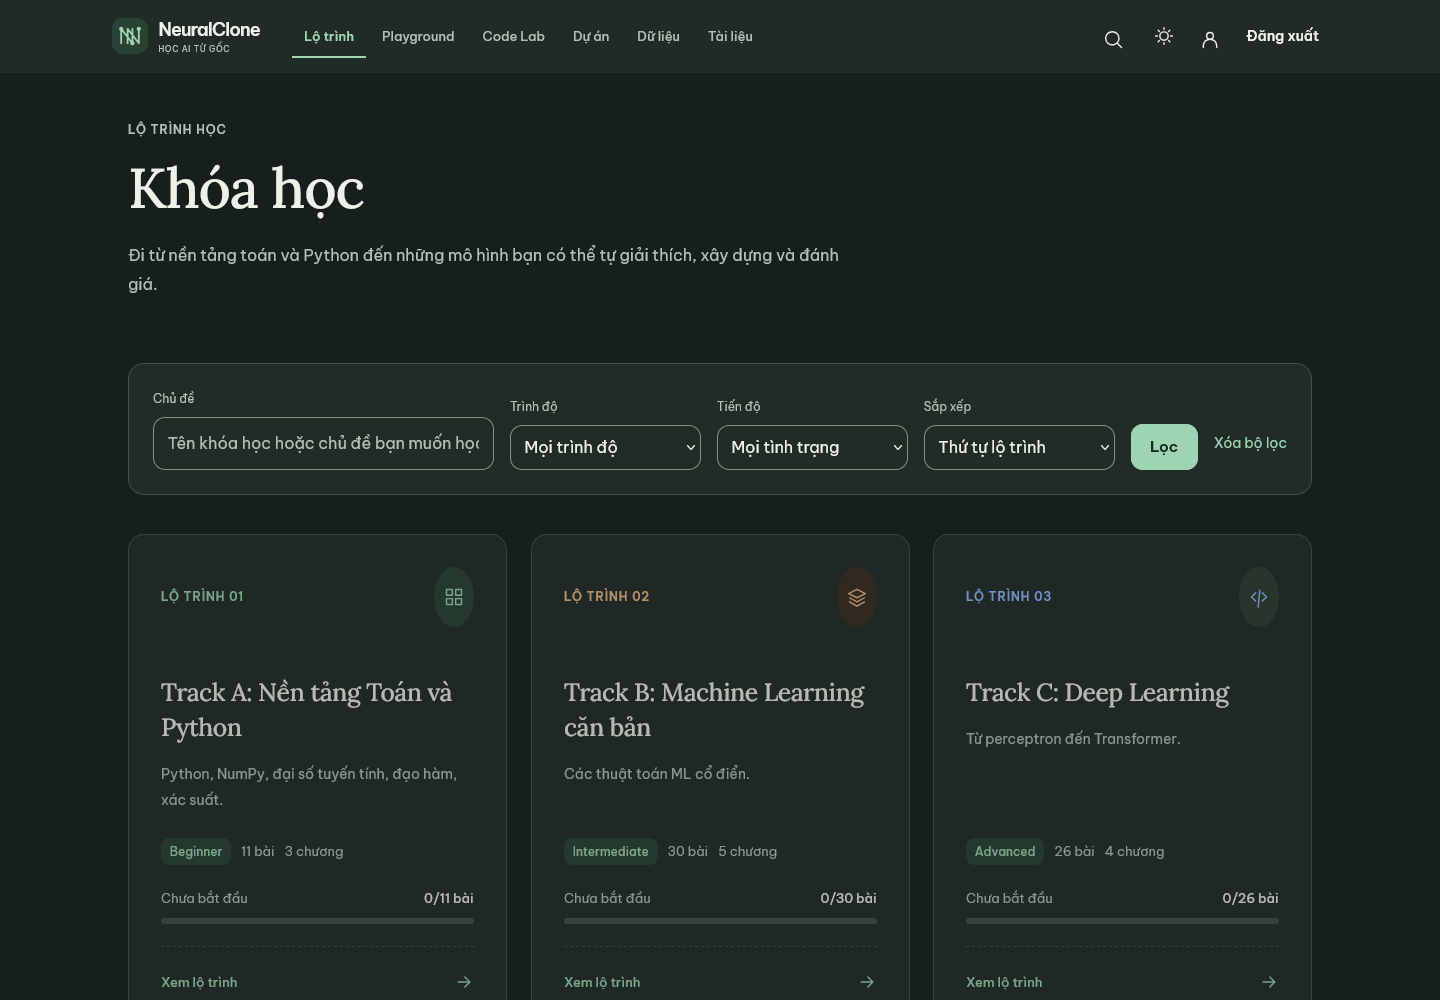 NeuralClone
HỌC AI TỪ GỐC
Lộ trình
Playground
Code Lab
Dự án
Dữ liệu
Tài liệu
Đăng xuất
LỘ TRÌNH HỌC
Khóa học
Đi từ nền tảng toán và Python đến những mô hình bạn có thể tự giải thích, xây dựng và đánh
giá.
Chủ đề
Tên khóa học hoặc chủ đề bạn muốn họ
Trình độ
Mọi trình độ
Tiến độ
Mọi tình trạng
Sắp xếp
Thứ tự lộ trình
Lọc
Xóa bộ lọc
LỘ TRÌNH 01
Track A: Nền tảng Toán và
Python
Python, NumPy, đại số tuyến tính, đạo hàm,
xác suất.
Beginner 11 bài 3 chương
Chưa bắt đầu 0/11 bài
Xem lộ trình
LỘ TRÌNH 02
Track B: Machine Learning
căn bản
Các thuật toán ML cổ điển.
Intermediate 30 bài 5 chương
Chưa bắt đầu 0/30 bài
Xem lộ trình
LỘ TRÌNH 03
Track C: Deep Learning
Từ perceptron đến Transformer.
Advanced 26 bài 4 chương
Chưa bắt đầu 0/26 bài
Xem lộ trình